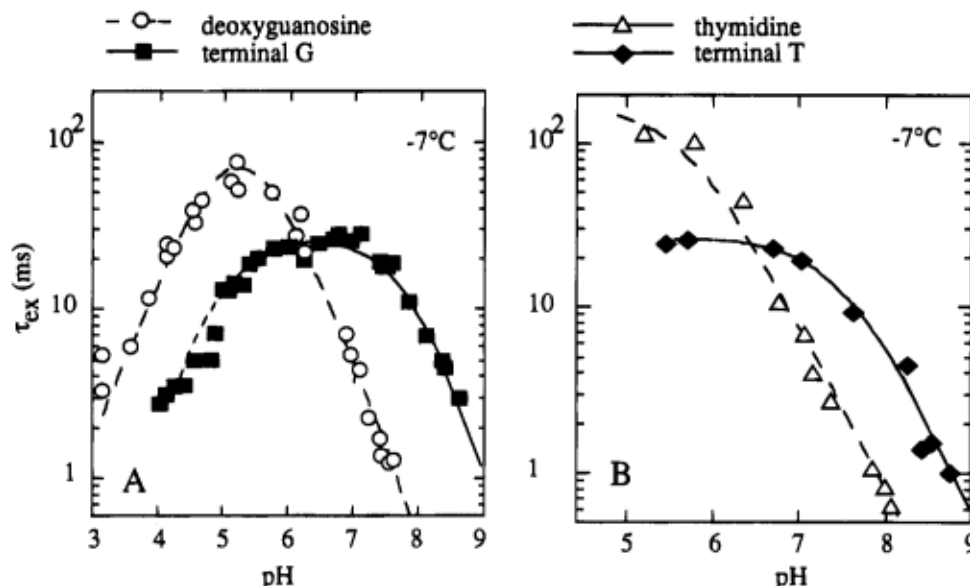 deoxyguanosine
terminal G
thymidine
terminal T
τex (ms)
10²
10
1
-7°C
A
3 4 5 6 7 8 9
pH
10²
10
1
-7°C
B
5 6 7 8 9
pH